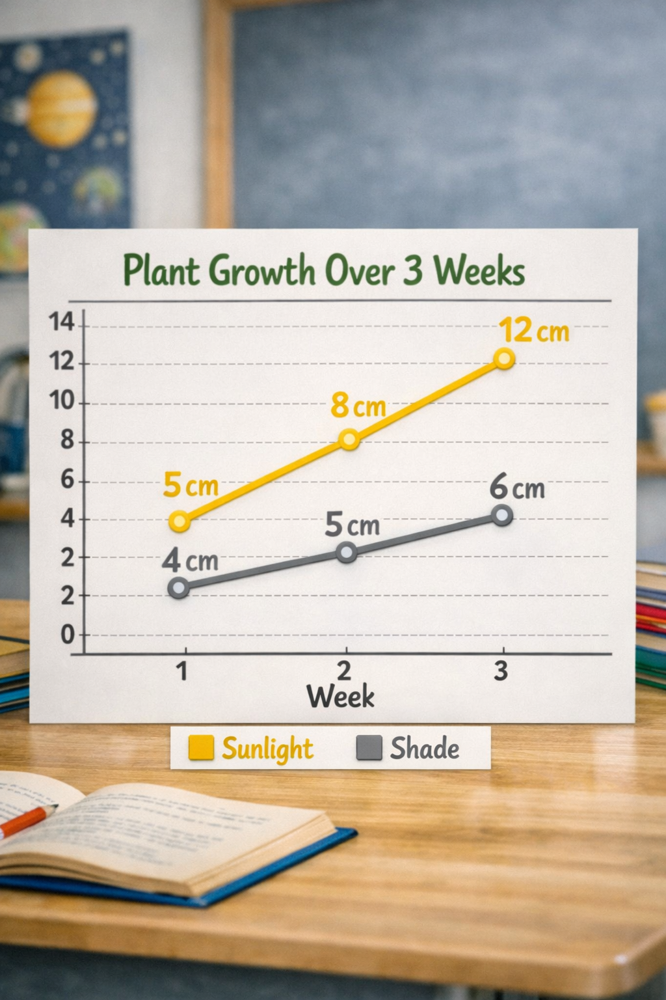 Plant Growth Over 3 Weeks
14
12 cm
12
10
8 cm
8
5 cm
6
6 cm
4
5 cm
4 cm
2
2
0
1 2 3
Week
Sunlight Shade